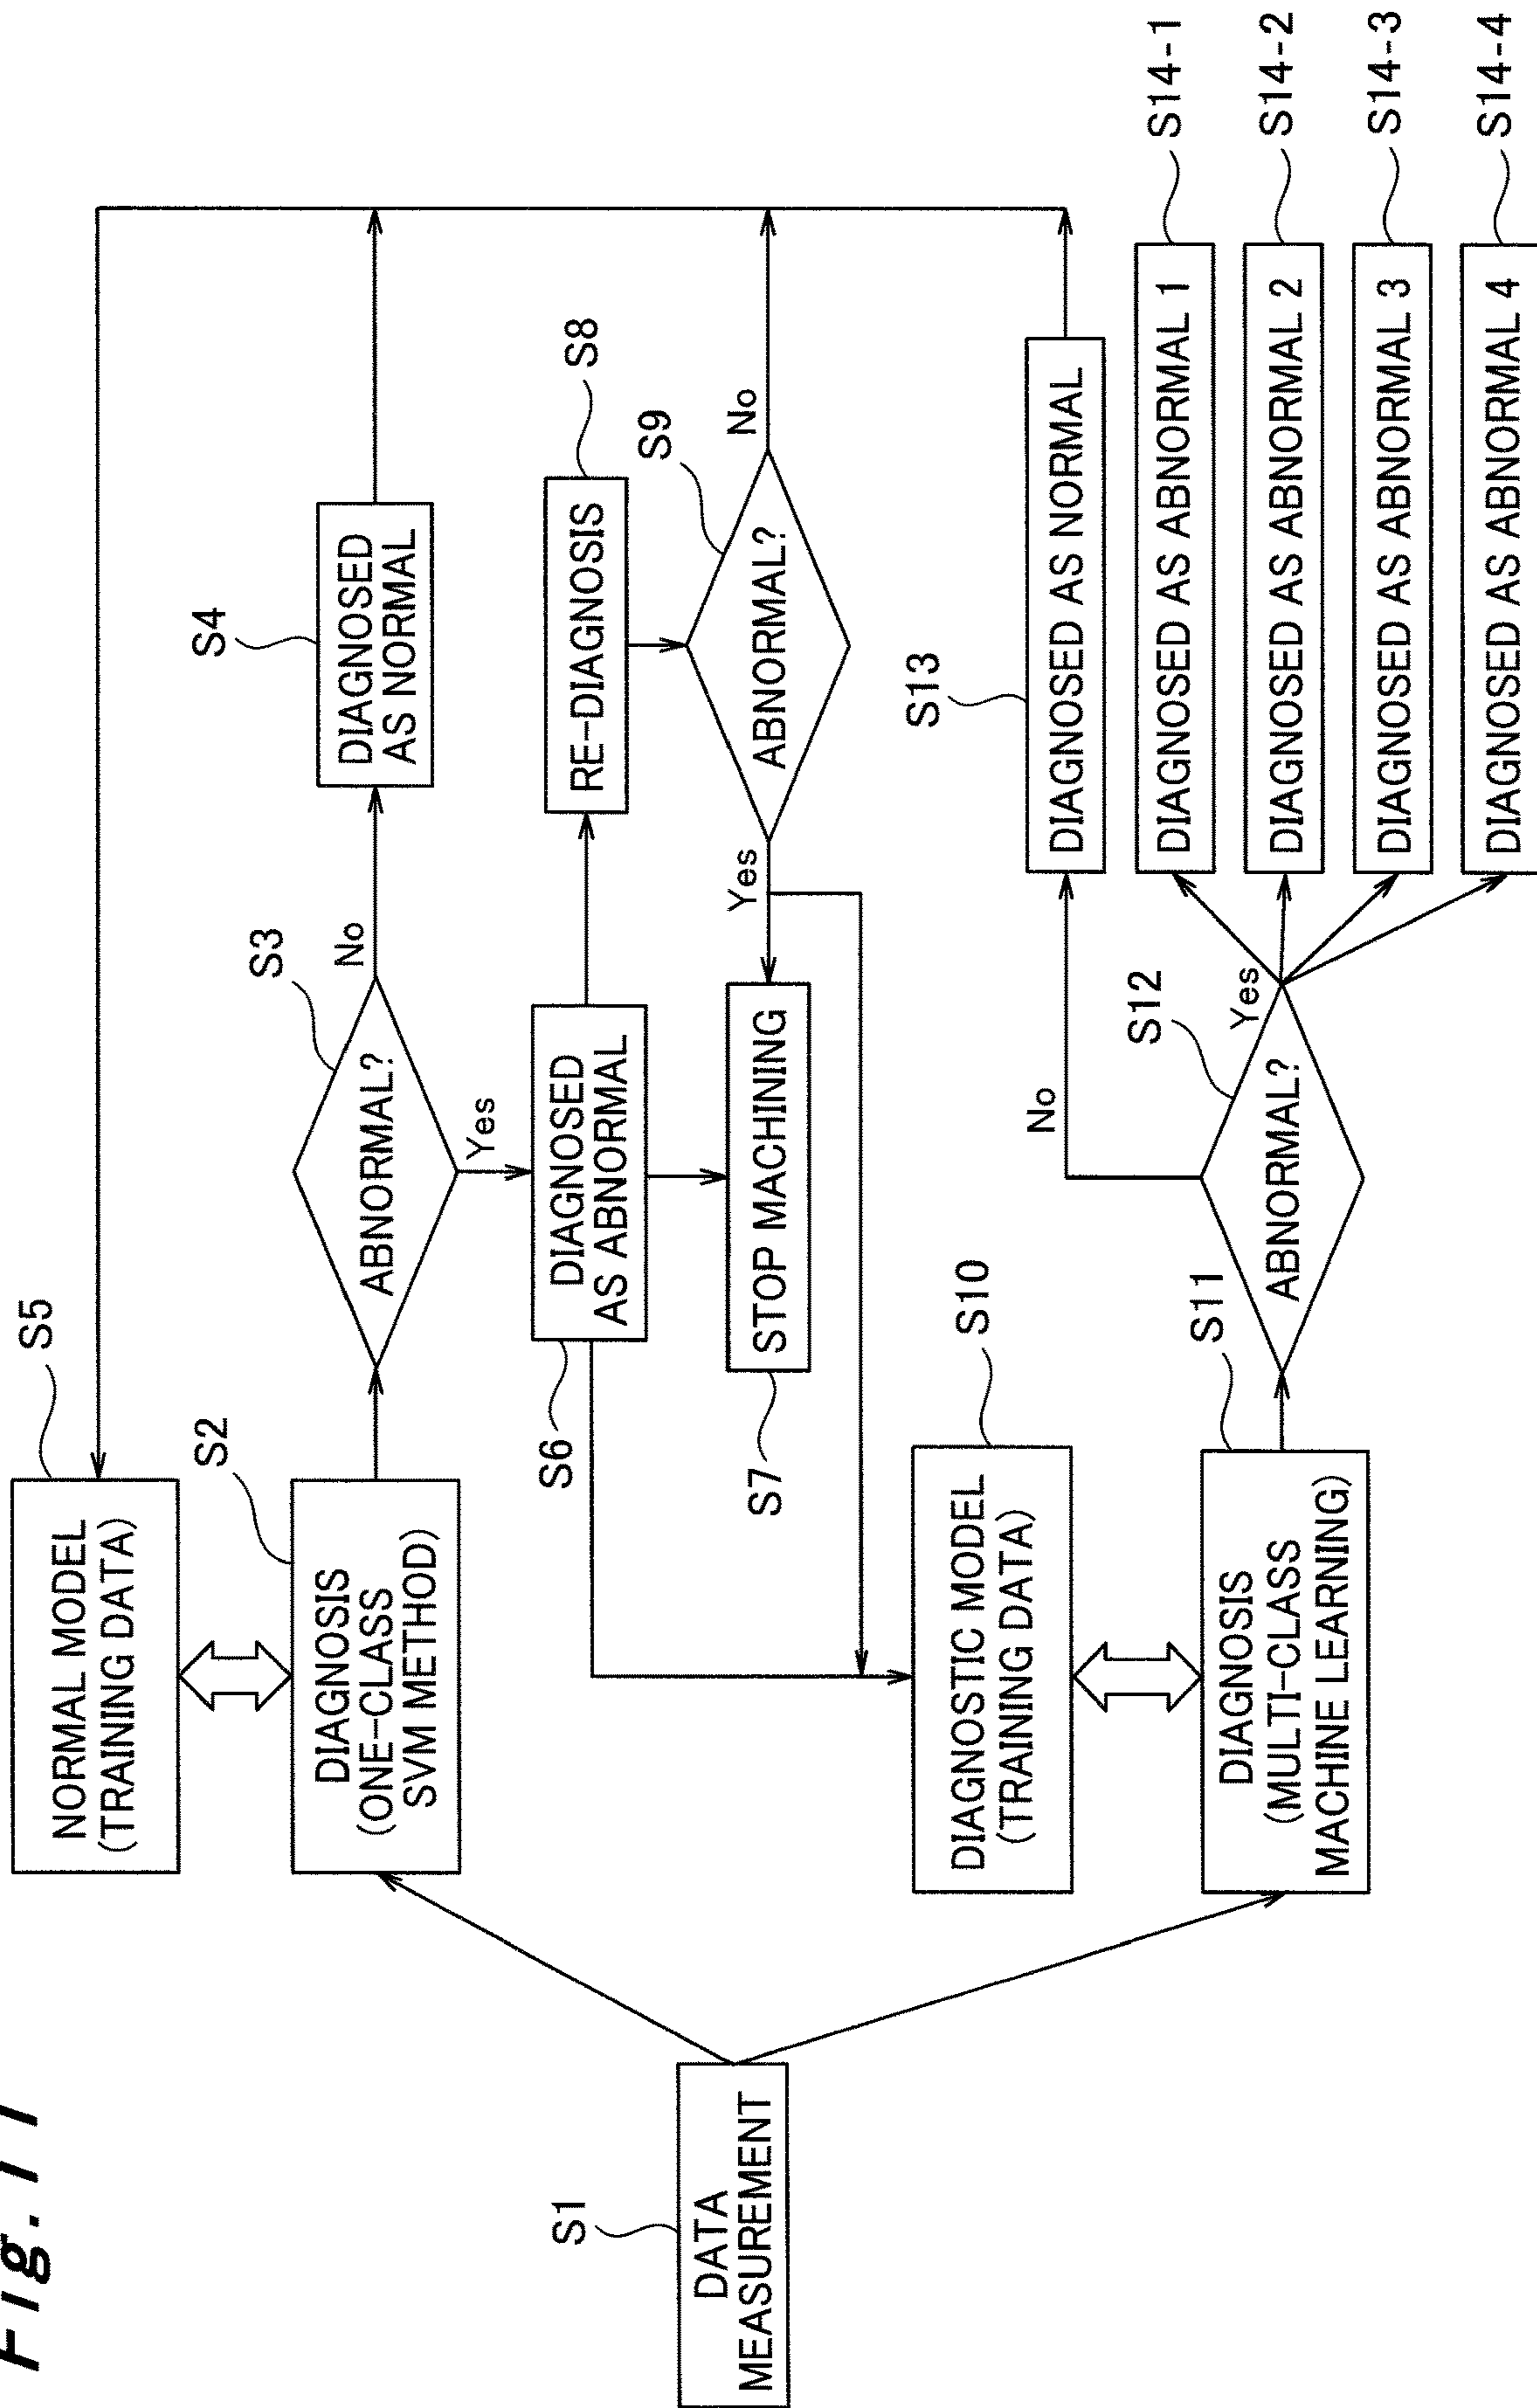 Fig. 11
S1
DATA
MEASUREMENT
S5
NORMAL MODEL
(TRAINING DATA)
S2
DIAGNOSIS
(ONE-CLASS
SVM METHOD)
S3
ABNORMAL?
No
Yes
S4
DIAGNOSED
AS NORMAL
S6
DIAGNOSED
AS ABNORMAL
S7
STOP MACHINING
S8
RE-DIAGNOSIS
S9
ABNORMAL?
Yes
No
S10
DIAGNOSTIC MODEL
(TRAINING DATA)
S11
DIAGNOSIS
(MULTI-CLASS
MACHINE LEARNING)
S12
ABNORMAL?
No
Yes
S13
DIAGNOSED AS NORMAL
DIAGNOSED AS ABNORMAL 1
S14-1
DIAGNOSED AS ABNORMAL 2
S14-2
DIAGNOSED AS ABNORMAL 3
S14-3
DIAGNOSED AS ABNORMAL 4
S14-4